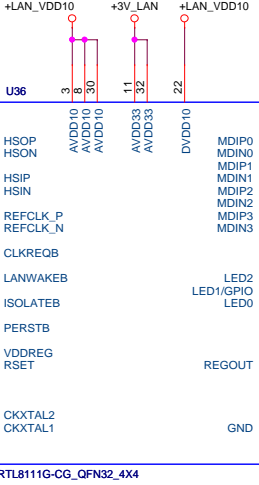 +LAN_VDD10 +3V_LAN +LAN_VDD10
U36 3 8 30 11 32 22
AVDD10 AVDD10 AVDD10 AVDD33 AVDD33 DVDD10
HSOP MDIP0
HSON MDIN0
MDIP1
HSIP MDIN1
HSIN MDIP2
MDIN2
REFCLK_P MDIP3
REFCLK_N MDIN3
CLKREQB
LANWAKEB LED2
LED1/GPIO
ISOLATEB LED0
PERSTB
VDDREG
RSET REGOUT
CKXTAL2
CKXTAL1 GND
RTL8111G-CG_QFN32_4X4